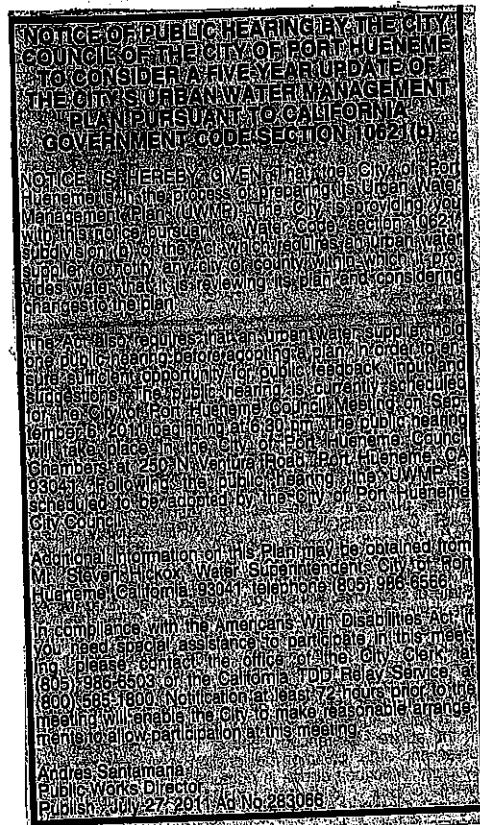 NOTICE OF PUBLIC HEARING BY THE CITY
COUNCIL OF THE CITY OF PORT HUENEME
TO CONSIDER A FIVE-YEAR UPDATE OF
THE CITY'S URBAN WATER MANAGEMENT
PLAN PURSUANT TO CALIFORNIA
GOVERNMENT CODE SECTION 10621(b)
NOTICE IS HEREBY GIVEN that the City of Port
Hueneme is in the process of preparing its Urban Water
Management Plan (UWMP). The City is providing you
with this notice pursuant to Water Code, section 10621,
subdivision (b) of the Act, which requires an urban water
supplier to notify any city or county within which it pro-
vides water that it is reviewing its plan and considering
changes to the plan.
The Act also requires that an urban water supplier hold
one public hearing before adopting a plan in order to en-
sure sufficient opportunity for public feedback, input and
suggestions. The public hearing is currently scheduled
for the City of Port Hueneme Council Meeting on Sep-
tember 6, 2011 beginning at 6:30 pm. The public hearing
will take place in the City of Port Hueneme Council
Chambers at 250 N. Ventura Road, Port Hueneme, CA
93041. Following the public hearing, the UWMP is
scheduled to be adopted by the City of Port Hueneme
City Council.
Additional information on this Plan may be obtained from
Mr. Steven Hickox, Water Superintendent, City of Port
Hueneme, California, 93041, telephone (805) 986-6566.
In compliance with the Americans With Disabilities Act, if
you need special assistance to participate in this meet-
ing, please contact the office of the City Clerk at
(805) 986-6503 or the California TDD Relay Service
(800) 585-1800. Notification at least 72 hours prior to the
meeting will enable the City to make reasonable arrange-
ments to allow participation at this meeting.
Andres Santamaria
Public Works Director
Publish: July 27, 2011 Ad No.283066